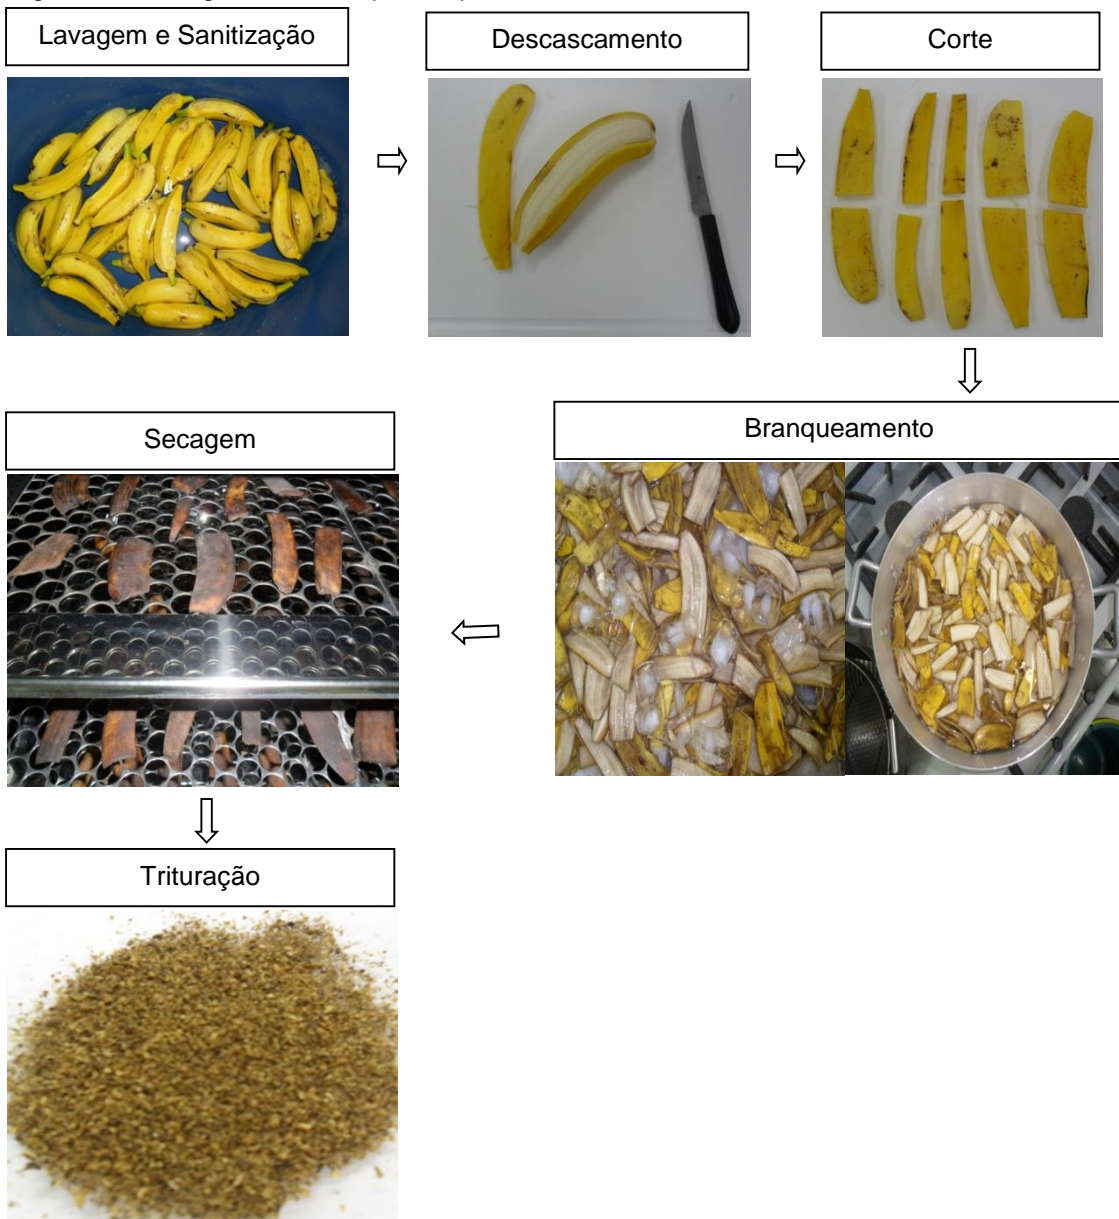 Lavagem e Sanitização
Descascamento
Corte
Branqueamento
Secagem
Trituração